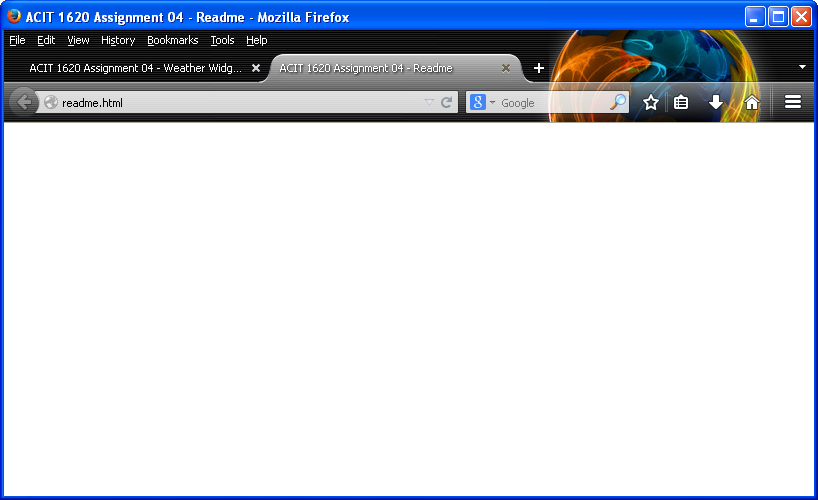 ACIT 1620 Assignment 04 - Readme - Mozilla Firefox
File Edit View History Bookmarks Tools Help
ACIT 1620 Assignment 04 - Weather Widg... ACIT 1620 Assignment 04 - Readme
readme.html 8 Google